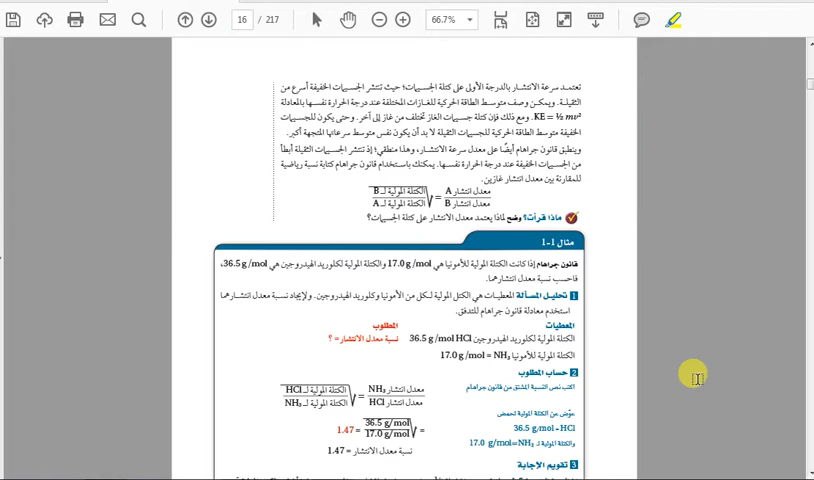 16 / 217
66.7%
تعتمد سرعة الانتشار بالدرجة الأولى على كتلة الجسيمات؛ حيث تنتشر الجسيمات الخفيفة أسرع من
الثقيلة. ويمكن وصف متوسط الطاقة الحركية للغازات المختلفة عند درجة الحرارة نفسها بالمعادلة
KE = ½ mv². ومع ذلك فإن كتلة جسيمات الغاز تختلف من غاز إلى آخر. وحتى يكون للجسيمات
الخفيفة متوسط الطاقة الحركية للجسيمات الثقيلة لا بد أن يكون نفس متوسط سرعاتها المتجهة أكبر.
وينطبق قانون جراهام أيضًا على معدل سرعة الانتشار، وهذا منطقي؛ إذ تنتشر الجسيمات الثقيلة أبطأ
من الجسيمات الخفيفة عند درجة الحرارة نفسها. يمكنك باستخدام قانون جراهام كتابة نسبة رياضية
للمقارنة بين معدل انتشار غازين.
معدل انتشار A / معدل انتشار B = √ الكتلة المولية لـ B / الكتلة المولية لـ A
ماذا قرأت؟ وضح لماذا يعتمد معدل الانتشار على كتلة الجسيمات؟
مثال 1-1
قانون جراهام إذا كانت الكتلة المولية للأمونيا هي 17.0 g/mol والكتلة المولية لكلوريد الهيدروجين هي 36.5 g/mol،
فاحسب نسبة معدل انتشارهما.
1 تحليل المسألة المعطيات هي الكتل المولية لكل من الأمونيا وكلوريد الهيدروجين. ولإيجاد نسبة معدل انتشارهما
استخدم معادلة قانون جراهام للتدفق.
المعطيات
المطلوب
الكتلة المولية لكلوريد الهيدروجين 36.5 g/mol HCl
نسبة معدل الانتشار = ؟
الكتلة المولية للأمونيا 17.0 g/mol = NH₃
2 حساب المطلوب
اكتب نص النسبة المشتق من قانون جراهام
معدل انتشار NH₃ / معدل انتشار HCl = √ الكتلة المولية لـ HCl / الكتلة المولية لـ NH₃
عوّض عن الكتلة المولية لحمض
36.5 g/mol = HCl
والكتلة المولية لـ 17.0 g/mol=NH₃
= √ 36.5 g/mol / 17.0 g/mol = 1.47
نسبة معدل الانتشار = 1.47
3 تقويم الإجابة